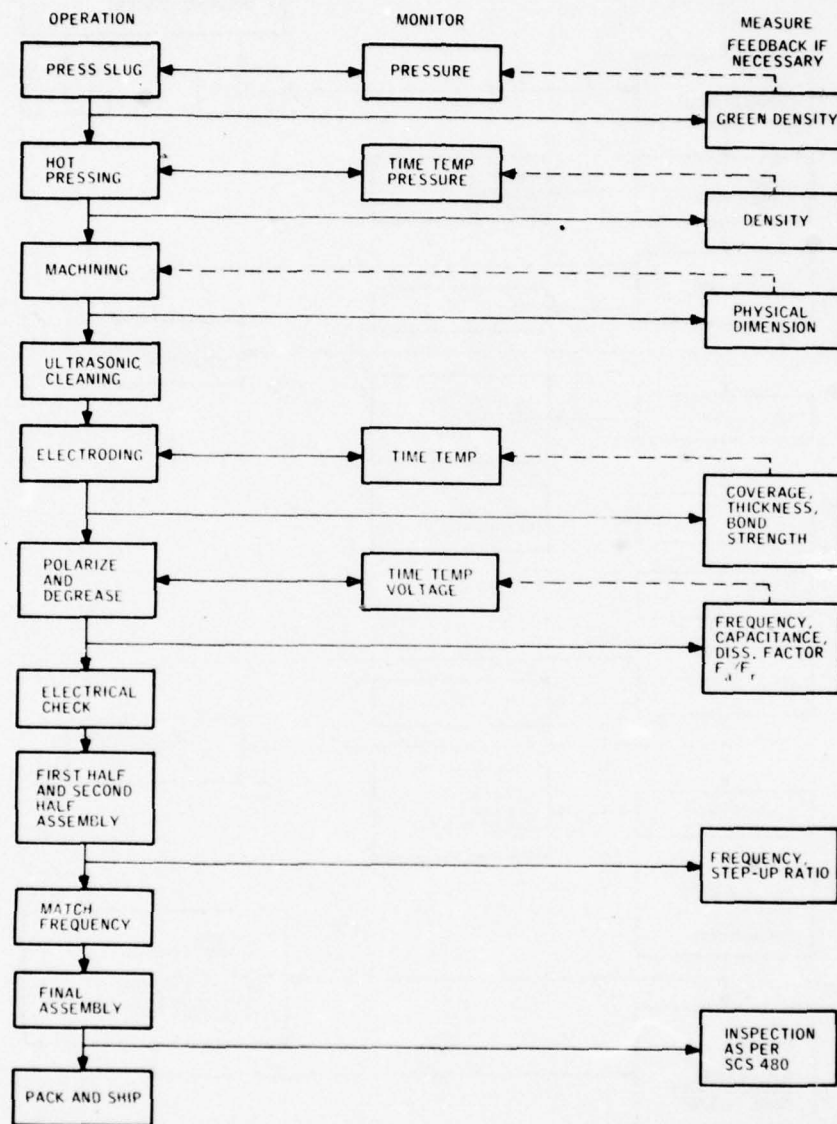 OPERATION
MONITOR
MEASURE
FEEDBACK IF
NECESSARY
PRESS SLUG
PRESSURE
GREEN DENSITY
HOT
PRESSING
TIME TEMP
PRESSURE
DENSITY
MACHINING
PHYSICAL
DIMENSION
ULTRASONIC
CLEANING
ELECTRODING
TIME TEMP
COVERAGE,
THICKNESS,
BOND
STRENGTH
POLARIZE
AND
DEGREASE
TIME TEMP
VOLTAGE
FREQUENCY,
CAPACITANCE,
DISS. FACTOR
Fa/Fr
ELECTRICAL
CHECK
FIRST HALF
AND SECOND
HALF
ASSEMBLY
FREQUENCY,
STEP-UP RATIO
MATCH
FREQUENCY
FINAL
ASSEMBLY
INSPECTION
AS PER
SCS 480
PACK AND SHIP